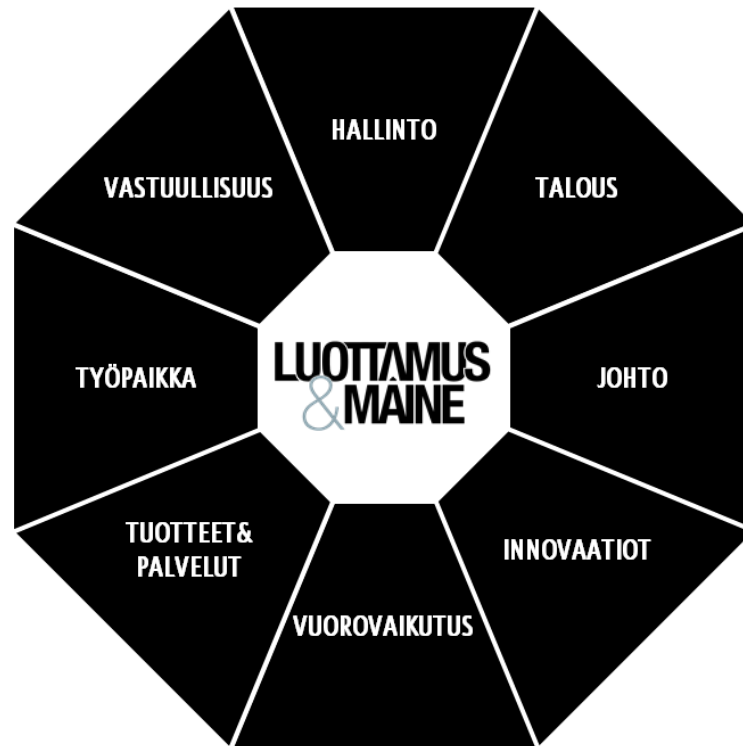 HALLINTO
VASTUULLISUUS
TALOUS
TYÖPAIKKA
LUOTTAMUS
&MAINE
JOHTO
TUOTTEET&
PALVELUT
INNOVAATIOT
VUOROVAIKUTUS